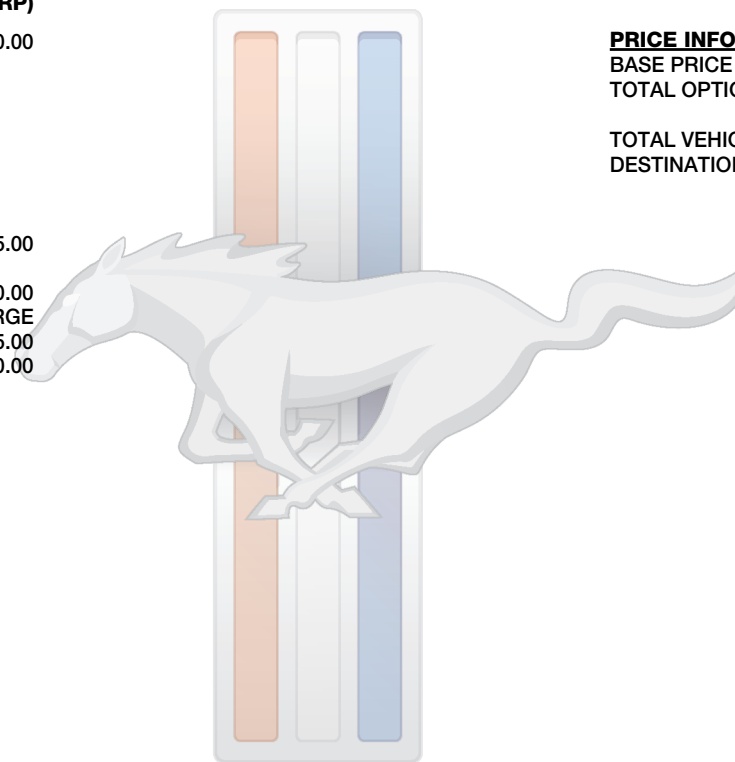 RP)
0.00
5.00
0.00
RGE
5.00
0.00
PRICE INFO
BASE PRICE
TOTAL OPTIO
TOTAL VEHIC
DESTINATION